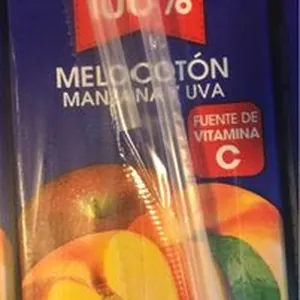 100%
MELOCOTÓN
MANZANA Y UVA
FUENTE DE
VITAMINA
C